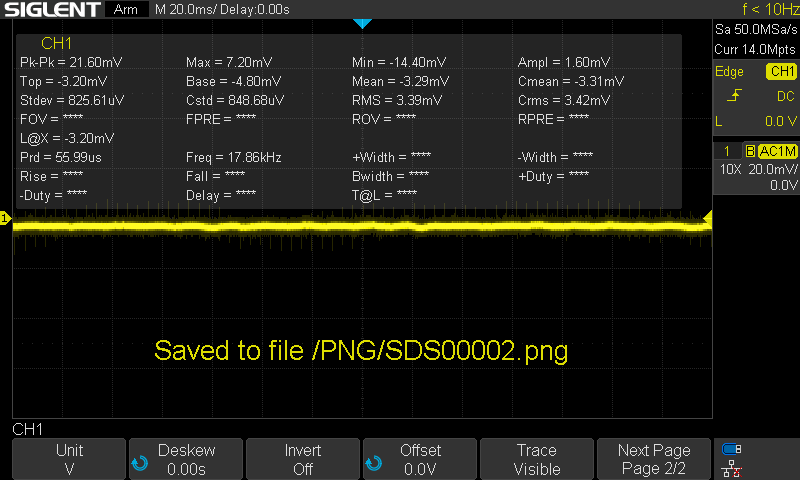 SIGLENT Arm M 20.0ms/ Delay:0.00s f < 10Hz
Sa 50.0MSa/s
Curr 14.0Mpts
CH1
Pk-Pk = 21.60mV Max = 7.20mV Min = -14.40mV Ampl = 1.60mV
Top = -3.20mV Base = -4.80mV Mean = -3.29mV Cmean = -3.31mV
Stdev = 825.61uV Cstd = 848.68uV RMS = 3.39mV Crms = 3.42mV
FOV = **** FPRE = **** ROV = **** RPRE = ****
L@X = -3.20mV
Prd = 55.99us Freq = 17.86kHz +Width = **** -Width = ****
Rise = **** Fall = **** Bwidth = **** +Duty = ****
-Duty = **** Delay = **** T@L = ****
Edge CH1
DC
L 0.0 V
1 B AC1M
10X 20.0mV/
0.0V
1
Saved to file /PNG/SDS00002.png
CH1
Unit Deskew Invert Offset Trace Next Page
V 0.00s Off 0.0V Visible Page 2/2